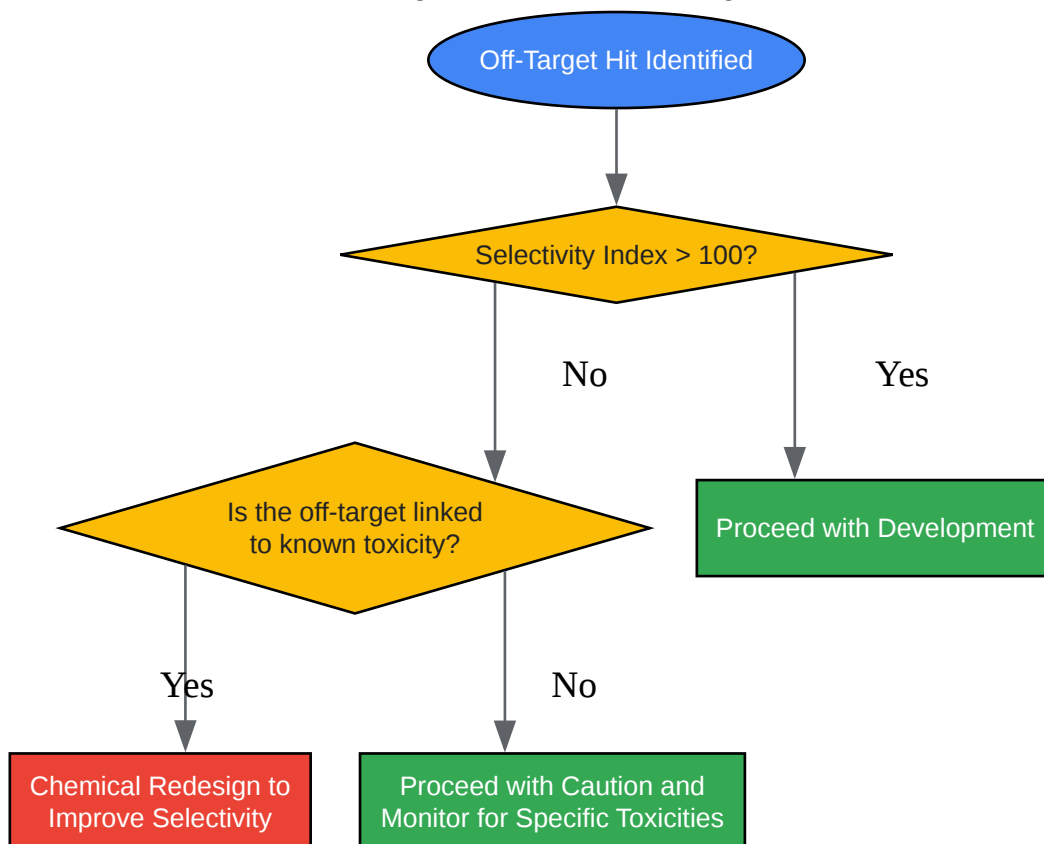 Off-Target Hit Identified
Selectivity Index > 100?
No
Yes
Is the off-target linked
to known toxicity?
Proceed with Development
Yes
No
Chemical Redesign to
Improve Selectivity
Proceed with Caution and
Monitor for Specific Toxicities